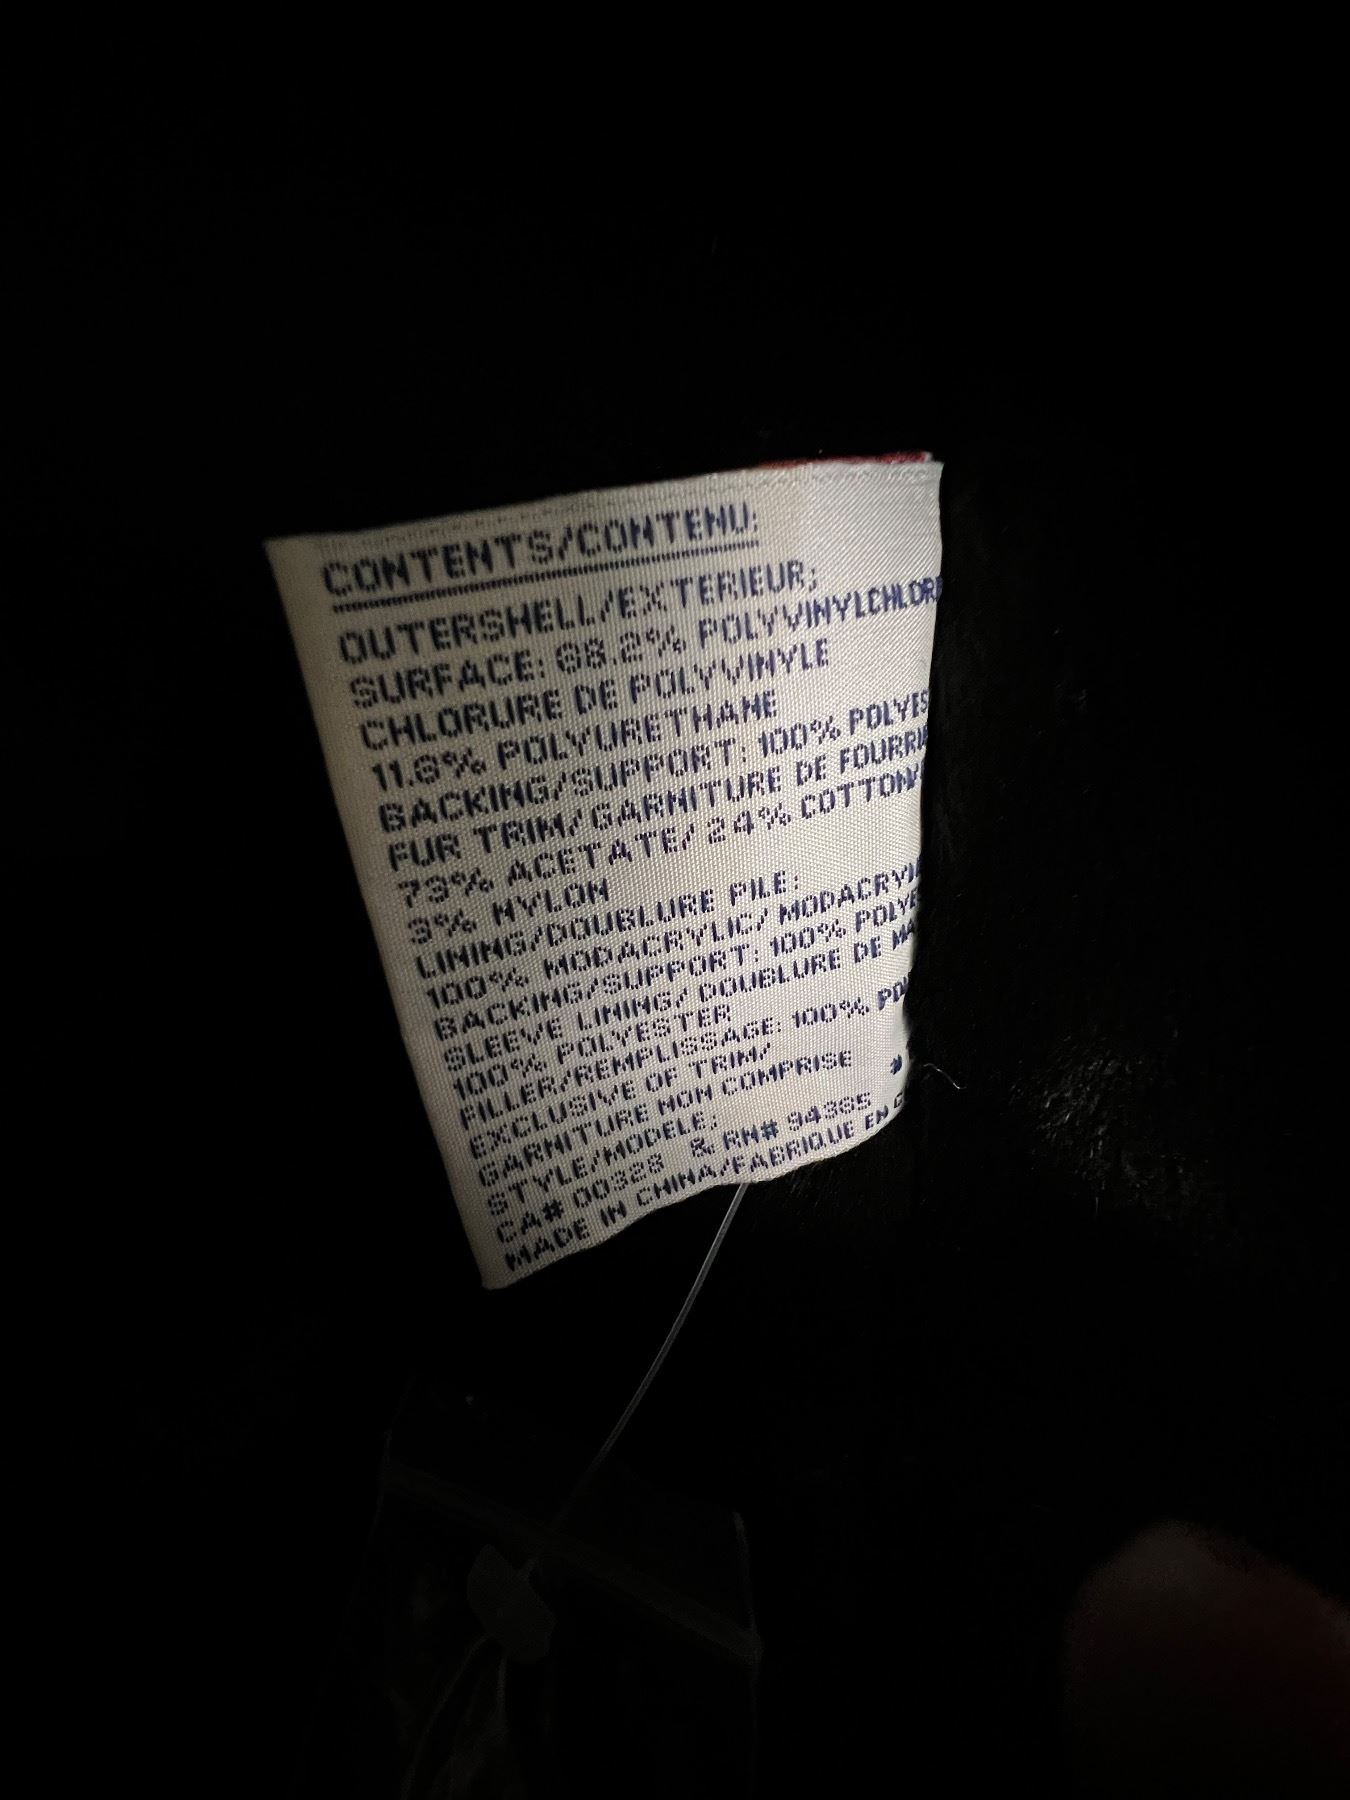 CONTENTS/CONTENU:
OUTERSHELL/EXTERIEUR:
SURFACE: 68.2% POLYVINYLCHLORI
CHLORURE DE POLYVINYLE
11.8% POLYURETHANE
BACKING/SUPPORT: 100% POLYES
FUR TRIM/GARNITURE DE FOURRU
73% ACETATE/ 24% COTTON/
3% NYLON
LINING/DOUBLURE PILE:
100% MODACRYLIC/ MODACRYLI
BACKING/SUPPORT: 100% POLYE
SLEEVE LINING/ DOUBLURE DE MA
100% POLYESTER
FILLER/REMPLISSAGE: 100% POL
EXCLUSIVE OF TRIM/
GARNITURE NON COMPRISE
STYLE/MODELE: #
CA# 00328 & RN# 94385
MADE IN CHINA/FABRIQUE EN C